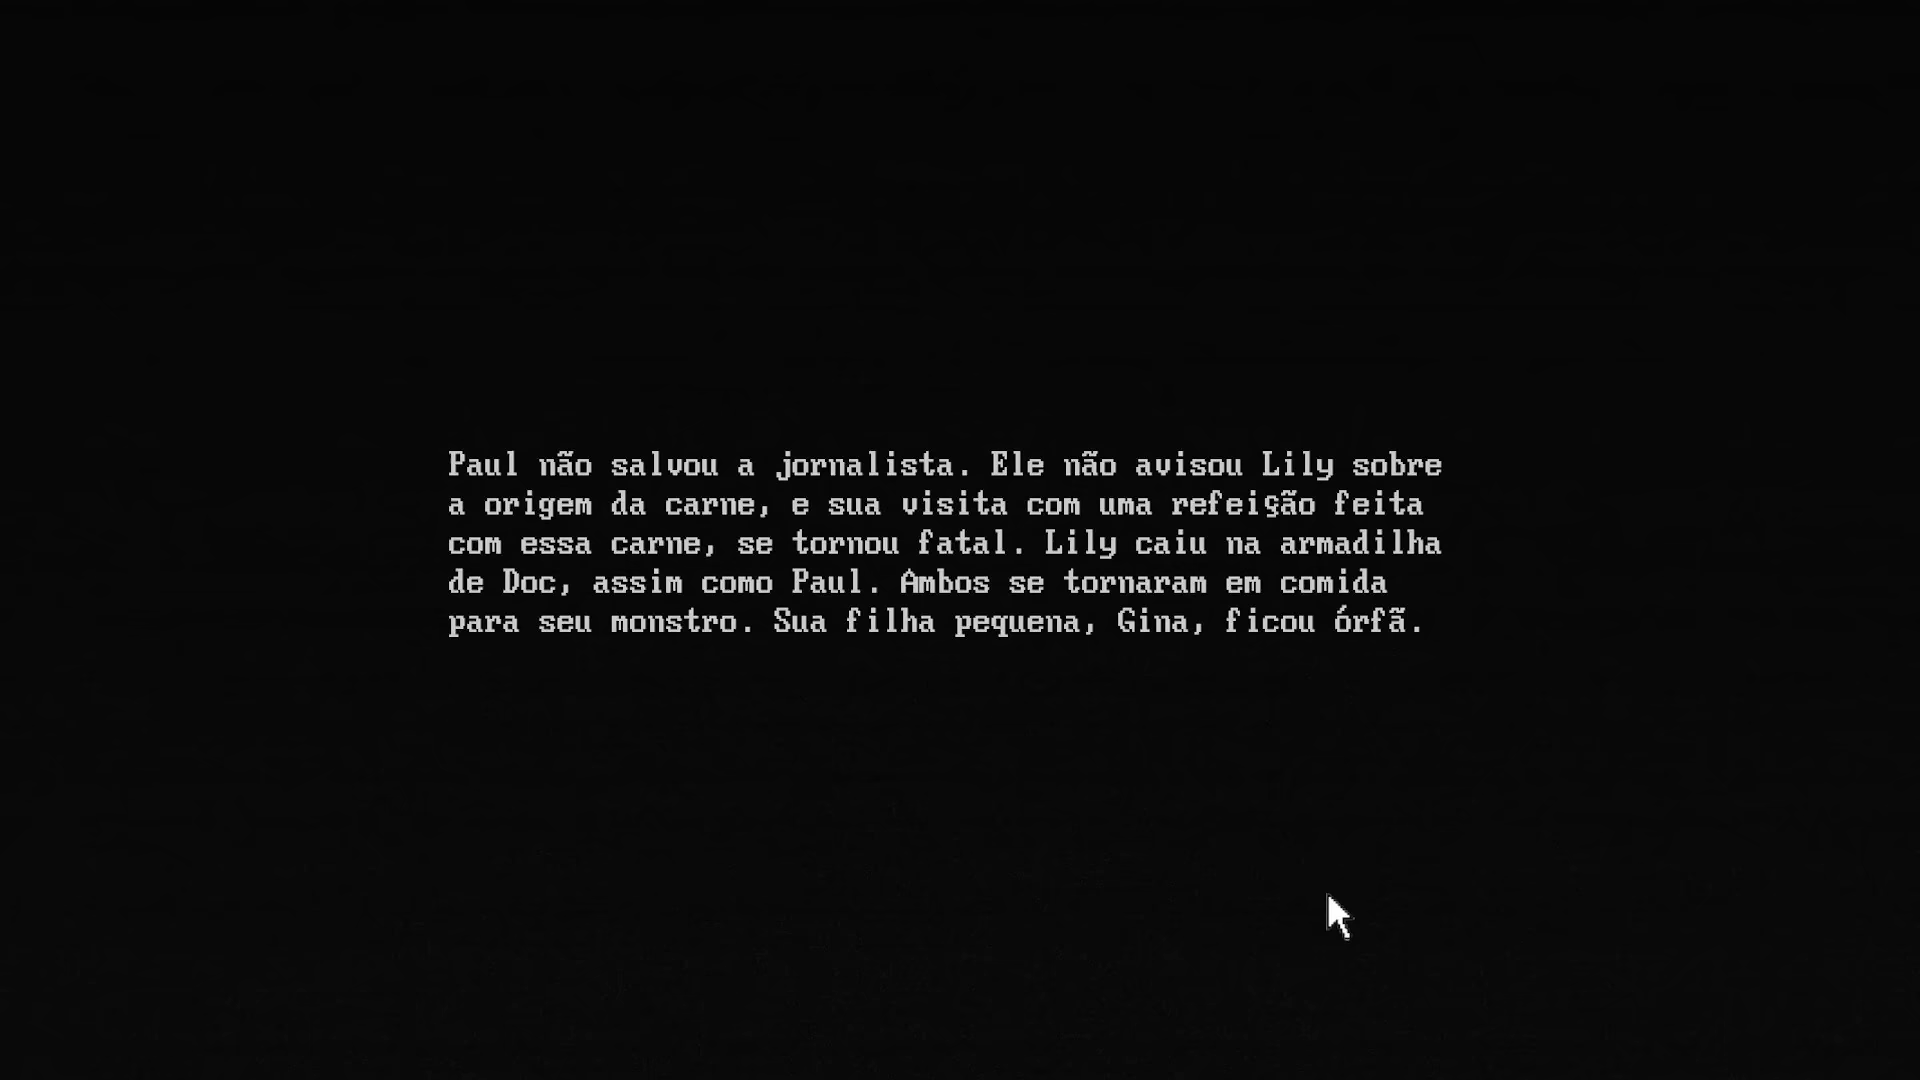 Paul não salvou a jornalista. Ele não avisou Lily sobre
a origem da carne, e sua visita com uma refeição feita
com essa carne, se tornou fatal. Lily caiu na armadilha
de Doc, assim como Paul. Ambos se tornaram em comida
para seu monstro. Sua filha pequena, Gina, ficou órfã.